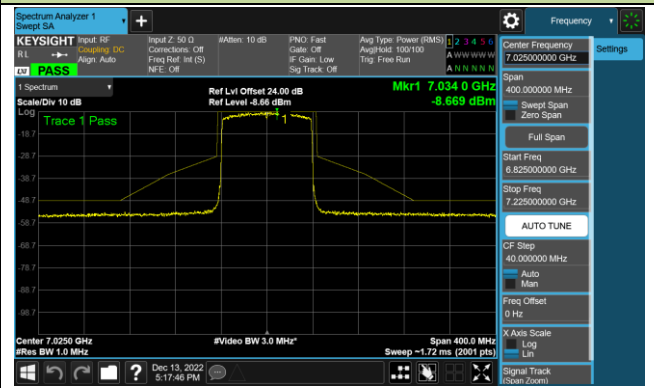 Spectrum Analyzer 1
Swept SA
Frequency
KEYSIGHT
Input: RF
Coupling: DC
Align: Auto
Input Z: 50 Ω
Corrections: Off
Freq Ref: Int (S)
NFE: Off
#Atten: 10 dB
PNO: Fast
Gate: Off
IF Gain: Low
Sig Track: Off
Avg Type: Power (RMS)
Avg|Hold: 100/100
Trig: Free Run
1 2 3 4 5 6
A W W W W W
A N N N N N
R L
LXI PASS
1 Spectrum
Scale/Div 10 dB
Ref Lvl Offset 24.00 dB
Ref Level -8.66 dBm
Mkr1 7.034 0 GHz
-8.669 dBm
Log
Trace 1 Pass
1
-18.7
-28.7
-38.7
-48.7
-58.7
-68.7
-78.7
-88.7
-98.7
Center 7.0250 GHz
#Res BW 1.0 MHz
#Video BW 3.0 MHz*
Span 400.0 MHz
Sweep ~1.72 ms (2001 pts)
Dec 13, 2022
5:17:46 PM
Center Frequency
7.025000000 GHz
Settings
Span
400.000000 MHz
Swept Span
Zero Span
Full Span
Start Freq
6.825000000 GHz
Stop Freq
7.225000000 GHz
AUTO TUNE
CF Step
40.000000 MHz
Auto
Man
Freq Offset
0 Hz
X Axis Scale
Log
Lin
Signal Track
(Span Zoom)